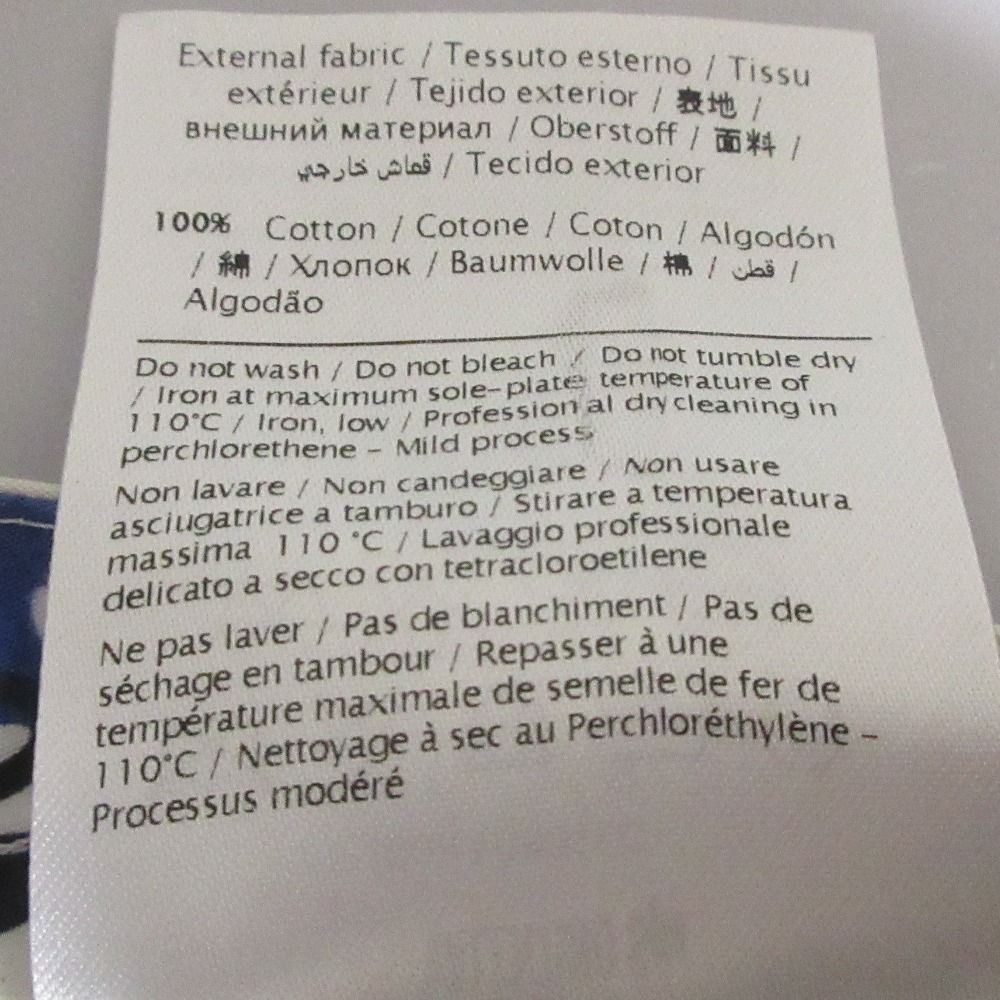 External fabric / Tessuto esterno / Tissu
extérieur / Tejido exterior / 表地 /
внешний материал / Oberstoff / 面料 /
قماش خارجي / Tecido exterior
100% Cotton / Cotone / Coton / Algodón
/ 綿 / Хлопок / Baumwolle / 棉 / قطن /
Algodão
Do not wash / Do not bleach / Do not tumble dry
/ Iron at maximum sole-plate temperature of
110°C / Iron, low / Profession al dry cleaning in
perchlorethene - Mild process
Non lavare / Non candeggiare / Non usare
asciugatrice a tamburo / Stirare a temperatura
massima 110 °C / Lavaggio professionale
delicato a secco con tetracloroetilene
Ne pas laver / Pas de blanchiment / Pas de
séchage en tambour / Repasser à une
température maximale de semelle de fer de
110°C / Nettoyage à sec au Perchloréthylène -
Processus modéré